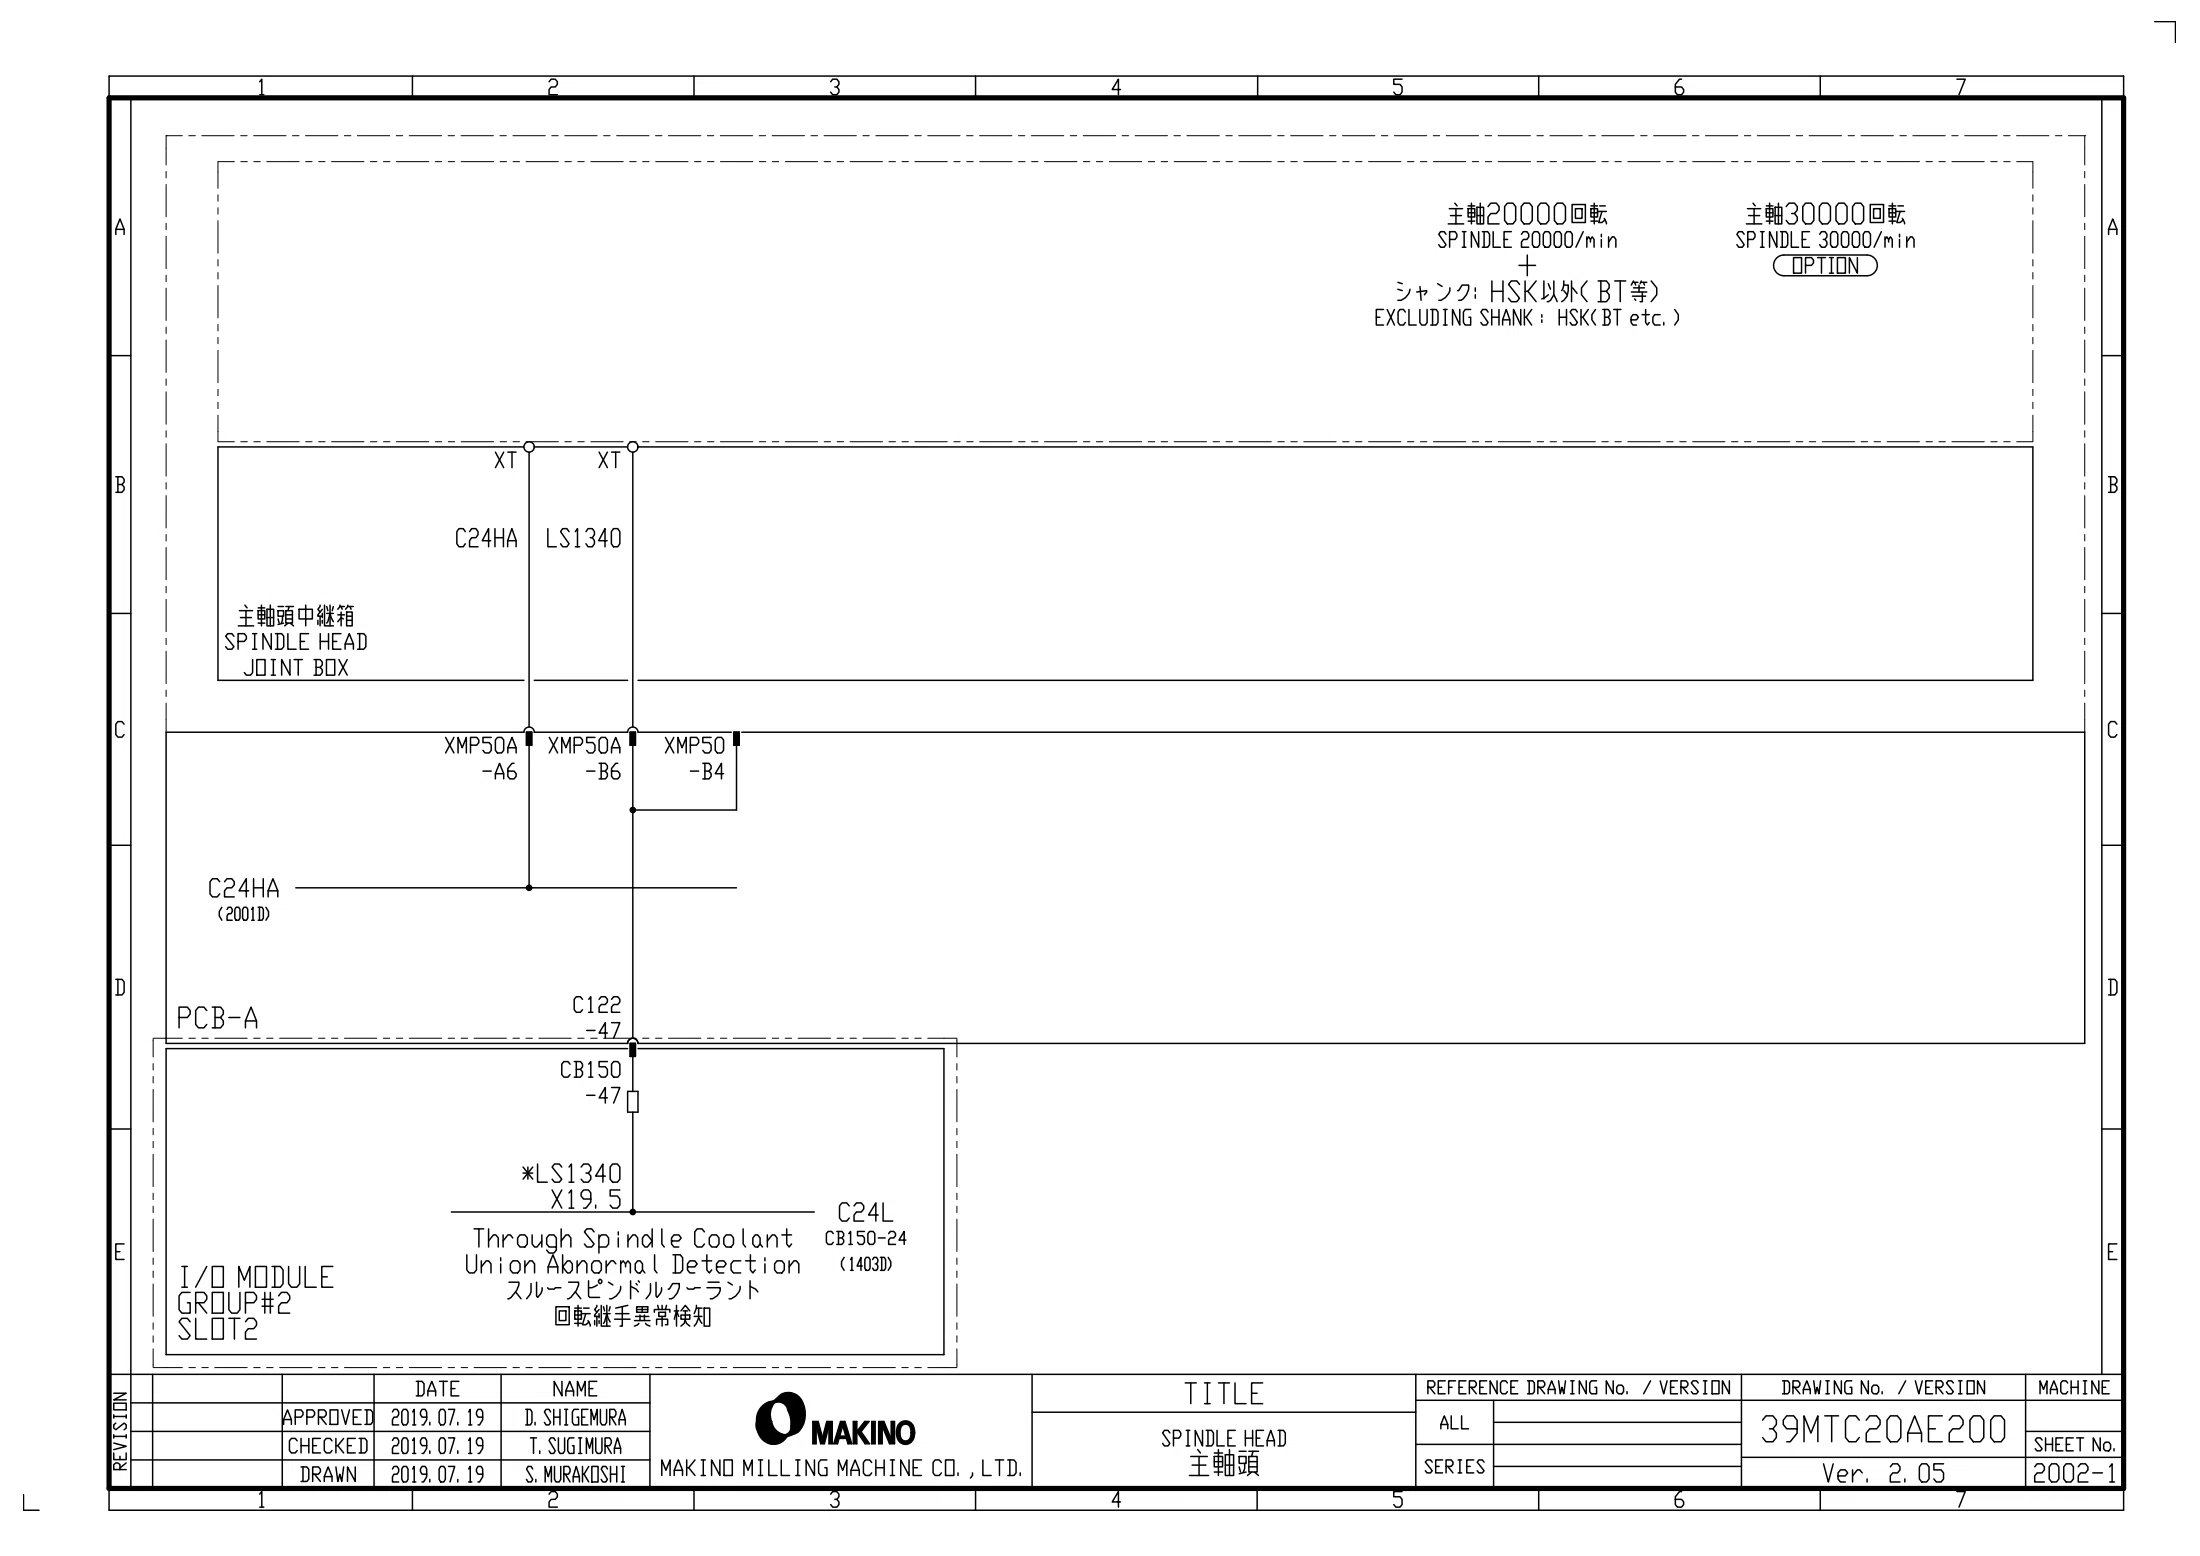 1 2 3 4 5 6 7
A A
主軸20000回転
SPINDLE 20000/min
+
シャンク: HSK以外(BT等)
EXCLUDING SHANK : HSK(BT etc.)
主軸30000回転
SPINDLE 30000/min
OPTION
B B
XT XT
C24HA LS1340
主軸頭中継箱
SPINDLE HEAD
JOINT BOX
C C
XMP50A XMP50A XMP50
-A6 -B6 -B4
C24HA
(2001D)
D D
C122
-47
PCB-A
CB150
-47
*LS1340
X19.5
C24L
CB150-24
(1403D)
Through Spindle Coolant
Union Abnormal Detection
スルースピンドルクーラント
回転継手異常検知
E E
I/O MODULE
GROUP#2
SLOT2
REVISION
DATE NAME
APPROVED 2019.07.19 D. SHIGEMURA
CHECKED 2019.07.19 T. SUGIMURA
DRAWN 2019.07.19 S. MURAKOSHI
MAKINO
MAKINO MILLING MACHINE CO. ,LTD.
TITLE
SPINDLE HEAD
主軸頭
REFERENCE DRAWING No. / VERSION
ALL
SERIES
DRAWING No. / VERSION
39MTC20AE200
Ver. 2.05
MACHINE
SHEET No.
2002-1
1 2 3 4 5 6 7